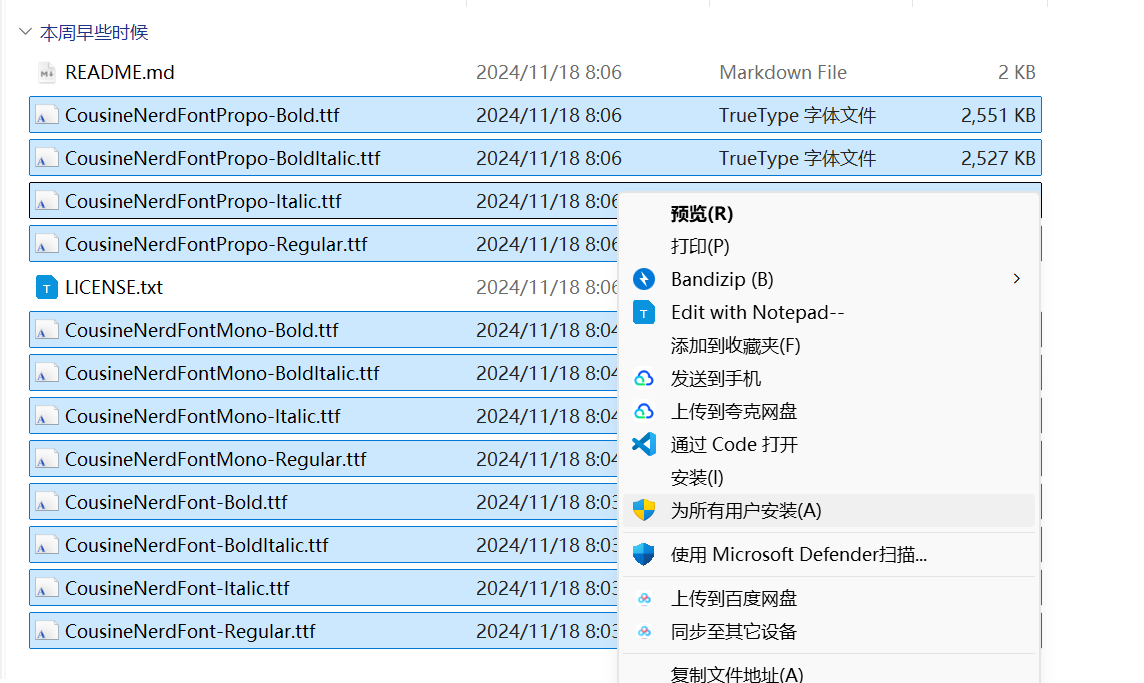 本周早些时候
README.md 2024/11/18 8:06 Markdown File 2 KB
CousineNerdFontPropo-Bold.ttf 2024/11/18 8:06 TrueType 字体文件 2,551 KB
CousineNerdFontPropo-BoldItalic.ttf 2024/11/18 8:06 TrueType 字体文件 2,527 KB
CousineNerdFontPropo-Italic.ttf 2024/11/18 8:06
CousineNerdFontPropo-Regular.ttf 2024/11/18 8:06
LICENSE.txt 2024/11/18 8:06
CousineNerdFontMono-Bold.ttf 2024/11/18 8:04
CousineNerdFontMono-BoldItalic.ttf 2024/11/18 8:04
CousineNerdFontMono-Italic.ttf 2024/11/18 8:04
CousineNerdFontMono-Regular.ttf 2024/11/18 8:04
CousineNerdFont-Bold.ttf 2024/11/18 8:03
CousineNerdFont-BoldItalic.ttf 2024/11/18 8:03
CousineNerdFont-Italic.ttf 2024/11/18 8:03
CousineNerdFont-Regular.ttf 2024/11/18 8:03
预览(R)
打印(P)
Bandizip (B)
Edit with Notepad--
添加到收藏夹(F)
发送到手机
上传到夸克网盘
通过 Code 打开
安装(I)
为所有用户安装(A)
使用 Microsoft Defender扫描...
上传到百度网盘
同步至其它设备
复制文件地址(A)